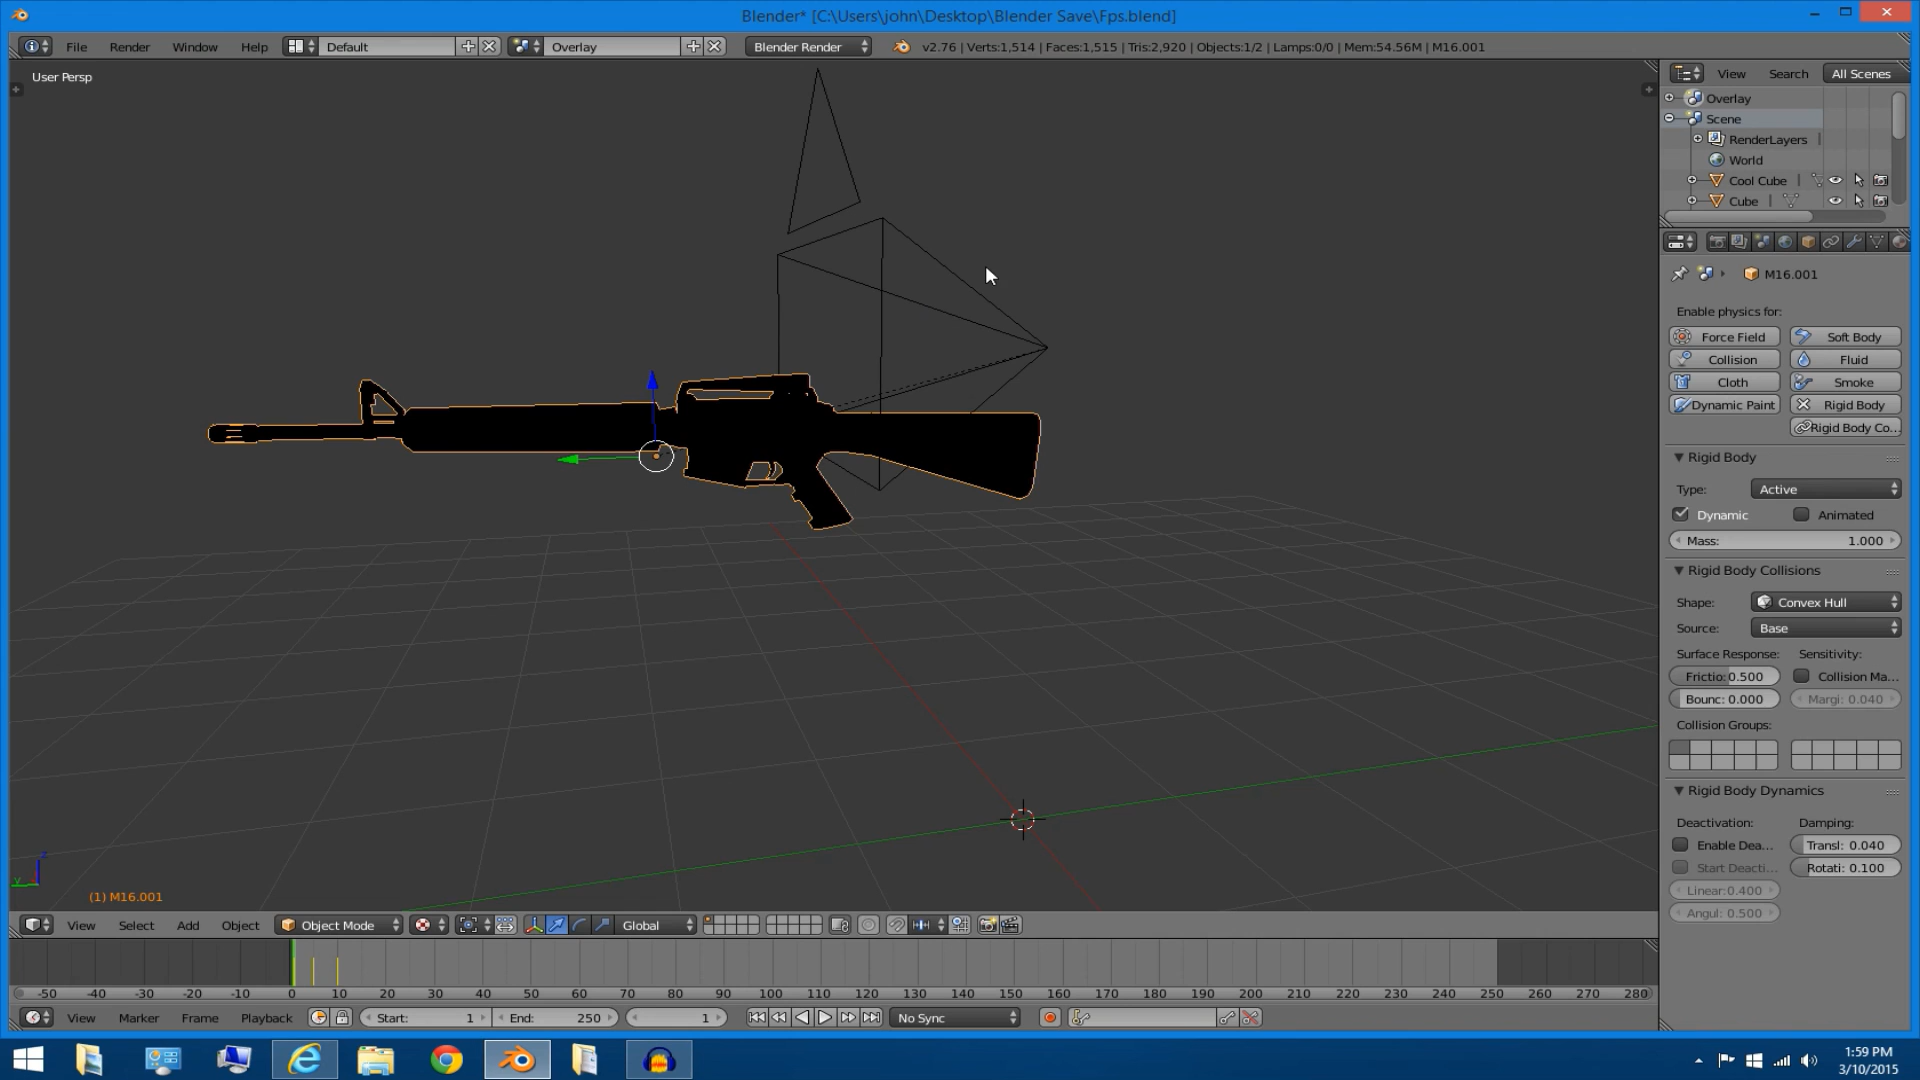 Blender* [C:\Users\john\Desktop\Blender Save\Fps.blend]
File Render Window Help Default Overlay Blender Render v2.76 | Verts:1,514 | Faces:1,515 | Tris:2,920 | Objects:1/2 | Lamps:0/0 | Mem:54.56M | M16.001
User Persp
View Search All Scenes
Overlay
Scene
RenderLayers
World
Cool Cube
Cube
M16.001
Enable physics for:
Force Field Soft Body
Collision Fluid
Cloth Smoke
Dynamic Paint Rigid Body
Rigid Body Co...
Rigid Body
Type: Active
Dynamic Animated
Mass: 1.000
Rigid Body Collisions
Shape: Convex Hull
Source: Base
Surface Response: Sensitivity:
Frictio: 0.500 Collision Ma...
Bounc: 0.000 Margi: 0.040
Collision Groups:
Rigid Body Dynamics
Deactivation: Damping:
Enable Dea... Transl: 0.040
Start Deacti... Rotati: 0.100
Linear: 0.400
Angul: 0.500
z
y
(1) M16.001
View Select Add Object Object Mode Global
-50 -40 -30 -20 -10 0 10 20 30 40 50 60 70 80 90 100 110 120 130 140 150 160 170 180 190 200 210 220 230 240 250 260 270 280
View Marker Frame Playback Start: 1 End: 250 1 No Sync
1:59 PM
3/10/2015